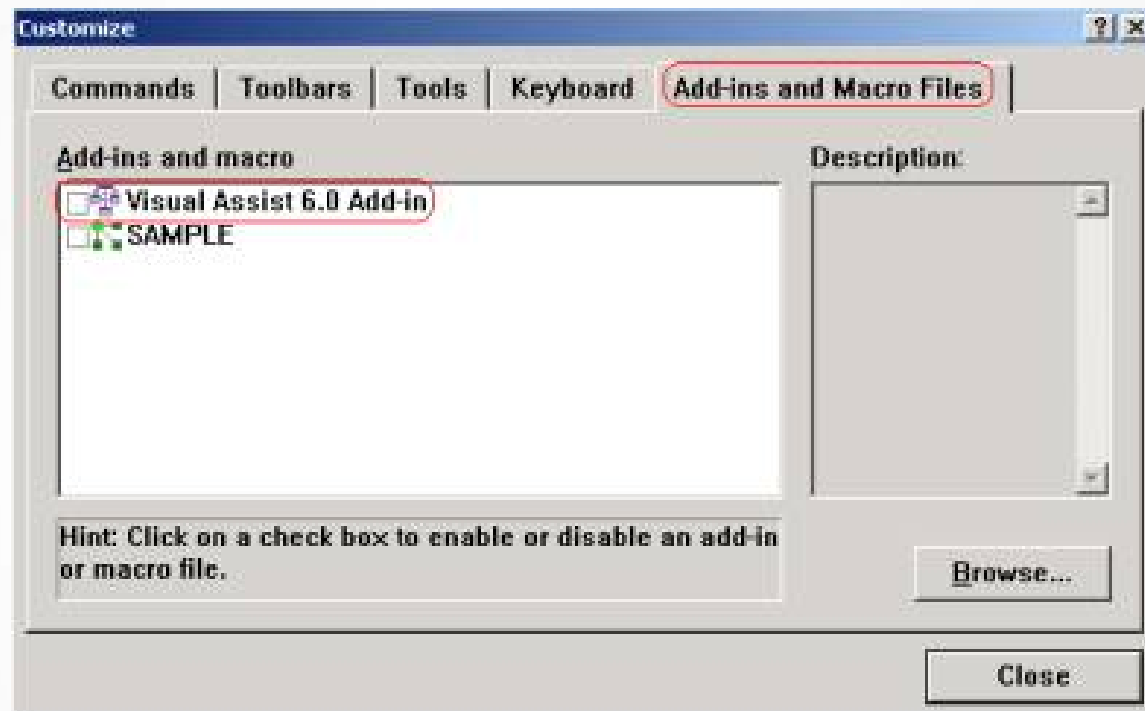 Customize
Commands Toolbars Tools Keyboard Add-ins and Macro Files
Add-ins and macro
Description:
Visual Assist 6.0 Add-in
SAMPLE
Hint: Click on a check box to enable or disable an add-in
or macro file.
Browse...
Close